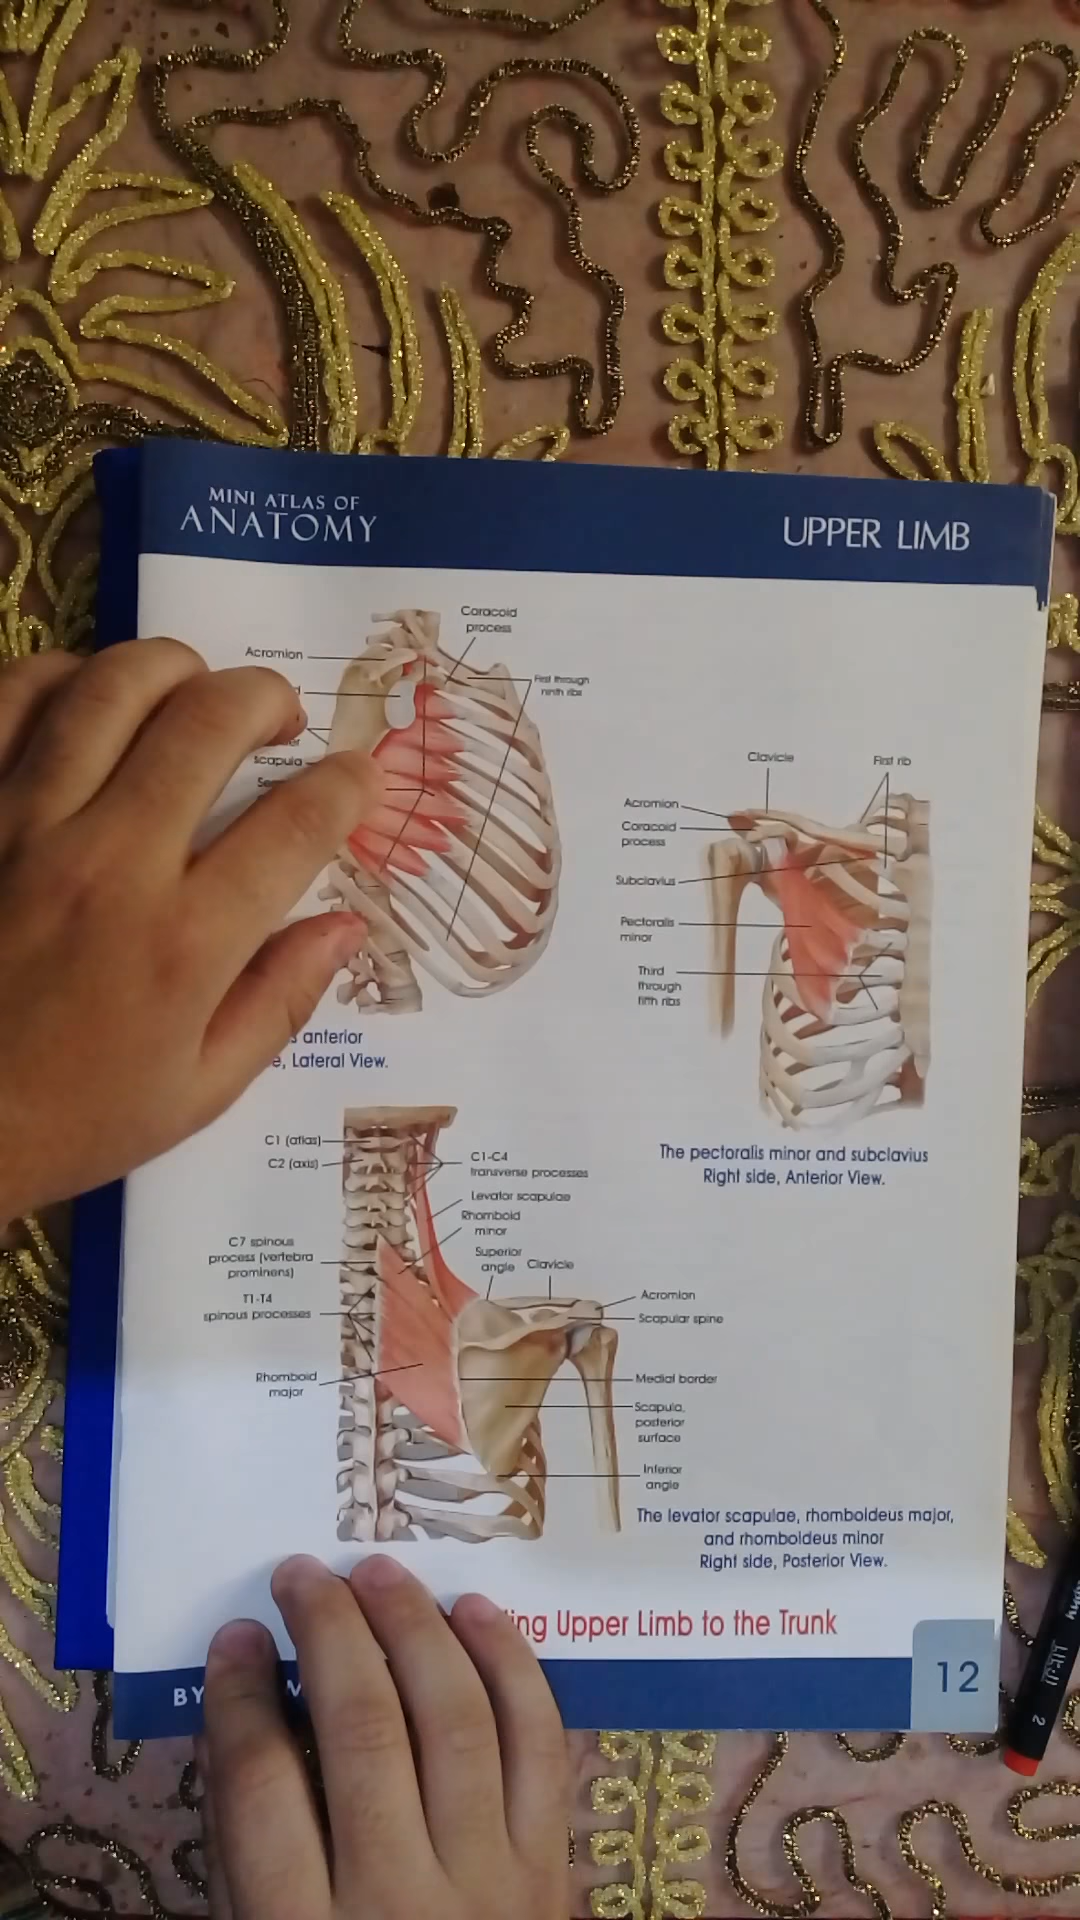 MINI ATLAS OF
ANATOMY
UPPER LIMB
Coracoid
process
Acromion
First through
ninth ribs
scapula
s anterior
e, Lateral View.
Clavicle
First rib
Acromion
Coracoid
process
Subclavius
Pectoralis
minor
Third
through
fifth ribs
The pectoralis minor and subclavius
Right side, Anterior View.
C1 (atlas)
C2 (axis)
C1-C4
transverse processes
Levator scapulae
Rhomboid
minor
C7 spinous
process (vertebra
prominens)
Superior
angle
Clavicle
T1-T4
spinous processes
Acromion
Scapular spine
Rhomboid
major
Medial border
Scapula,
posterior
surface
Inferior
angle
The levator scapulae, rhomboideus major,
and rhomboideus minor
Right side, Posterior View.
ing Upper Limb to the Trunk
BY
12
2